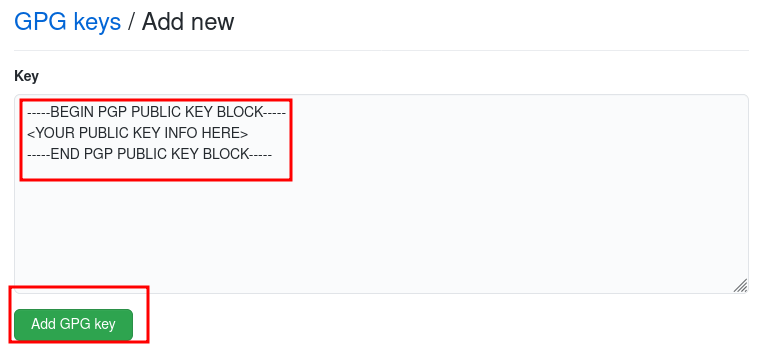 GPG keys / Add new
Key
-----BEGIN PGP PUBLIC KEY BLOCK-----
<YOUR PUBLIC KEY INFO HERE>
-----END PGP PUBLIC KEY BLOCK-----
Add GPG key